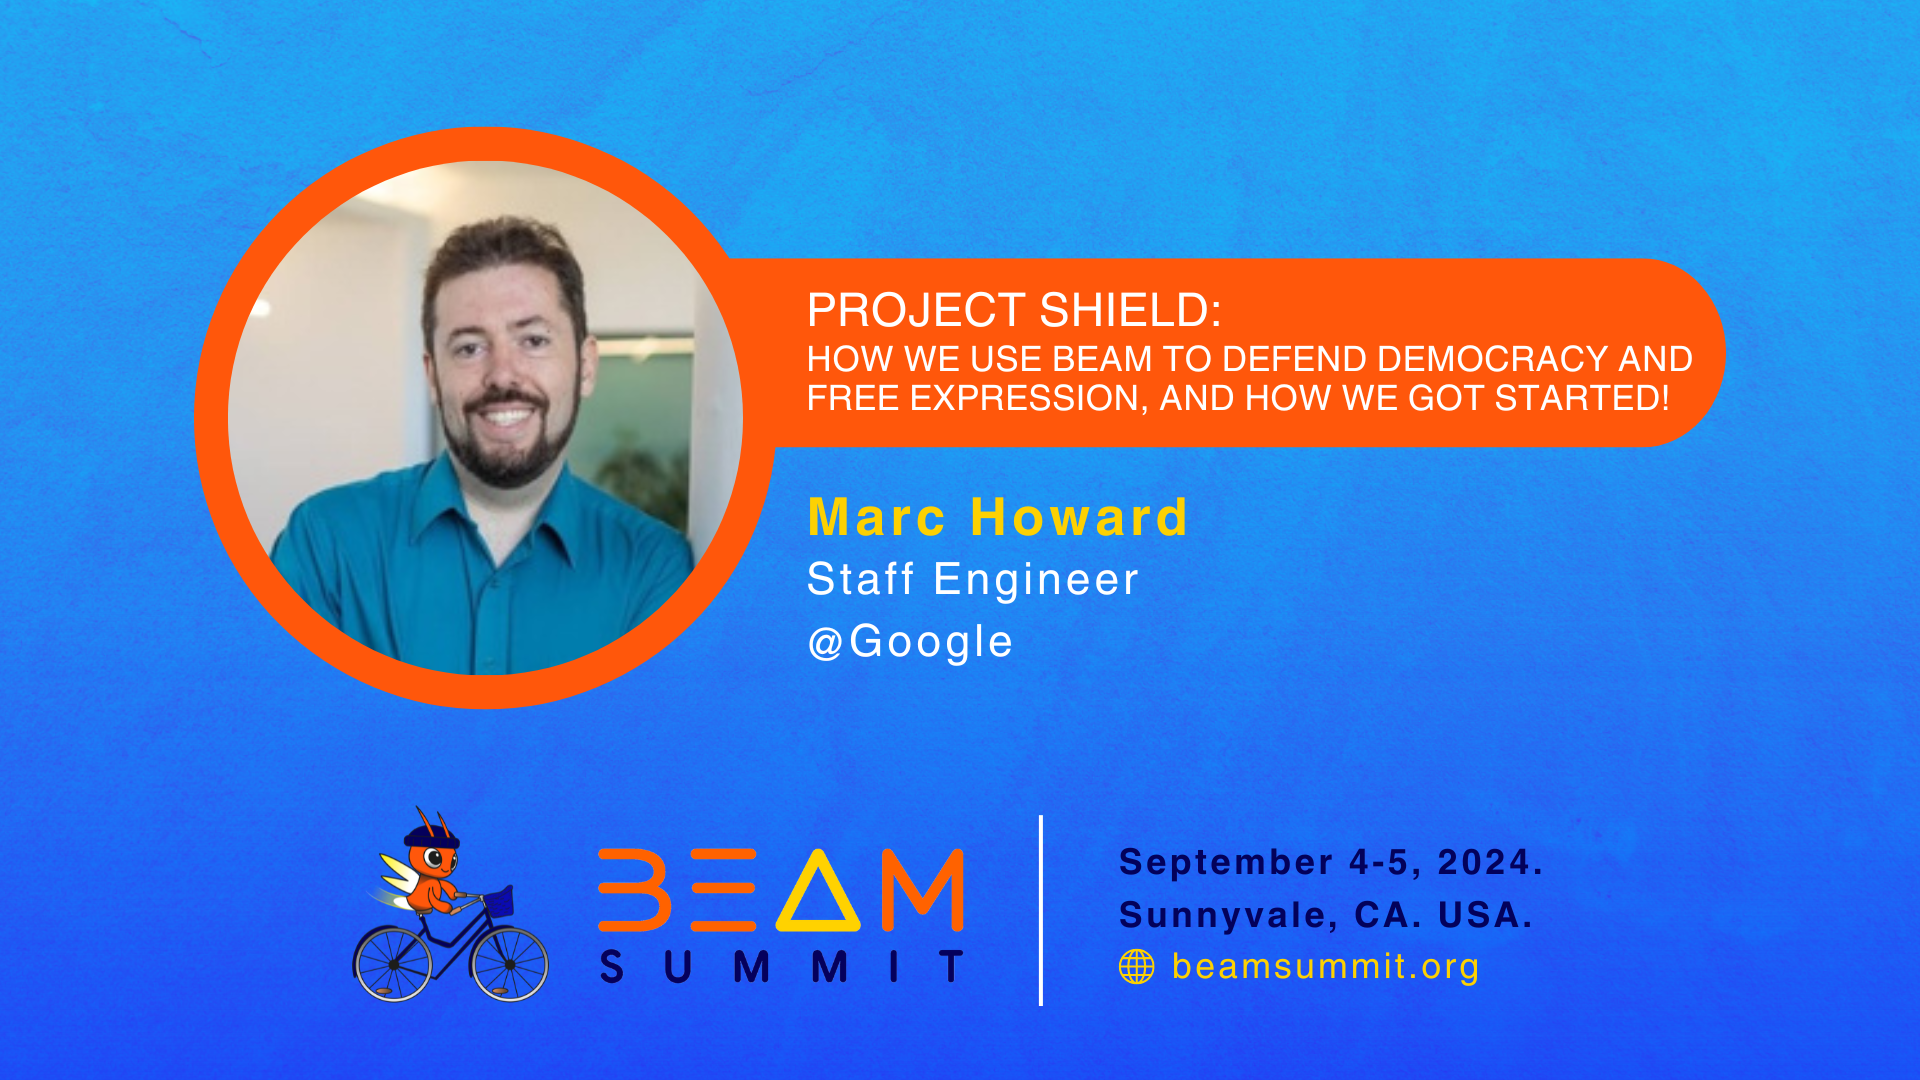 PROJECT SHIELD:
HOW WE USE BEAM TO DEFEND DEMOCRACY AND
FREE EXPRESSION, AND HOW WE GOT STARTED!
Marc Howard
Staff Engineer
@Google
BEAM
SUMMIT
September 4-5, 2024.
Sunnyvale, CA. USA.
beamsummit.org